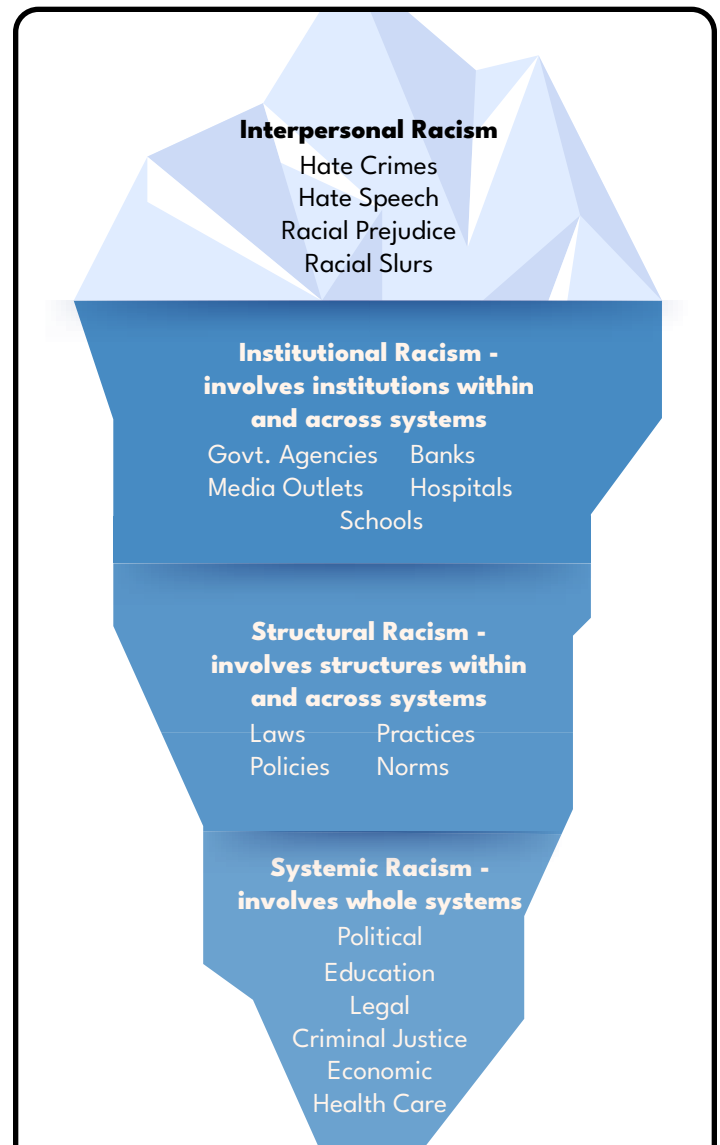 Interpersonal Racism
Hate Crimes
Hate Speech
Racial Prejudice
Racial Slurs
Institutional Racism -
involves institutions within
and across systems
Govt. Agencies Banks
Media Outlets Hospitals
Schools
Structural Racism -
involves structures within
and across systems
Laws Practices
Policies Norms
Systemic Racism -
involves whole systems
Political
Education
Legal
Criminal Justice
Economic
Health Care